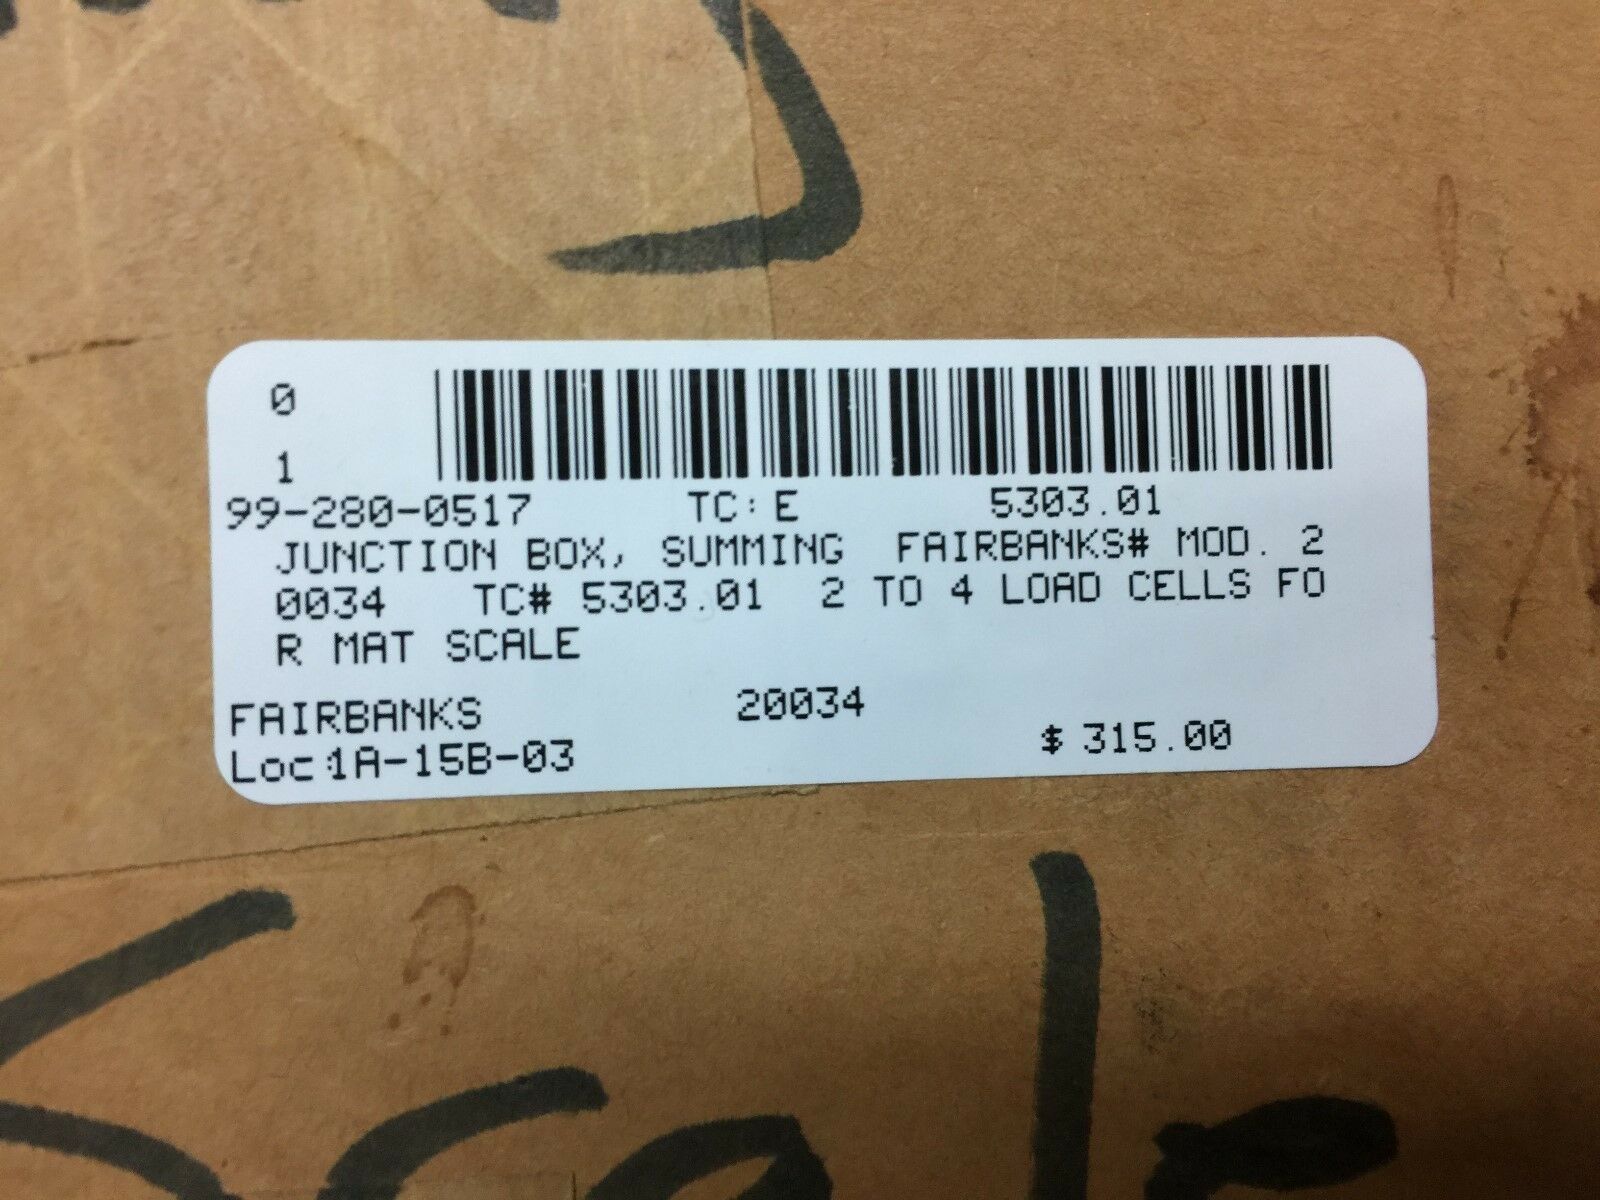 0
1
99-280-0517 TC:E 5303.01
JUNCTION BOX, SUMMING FAIRBANKS# MOD. 2
0034 TC# 5303.01 2 TO 4 LOAD CELLS FO
R MAT SCALE
FAIRBANKS 20034
Loc:1A-15B-03 $ 315.00
Scale